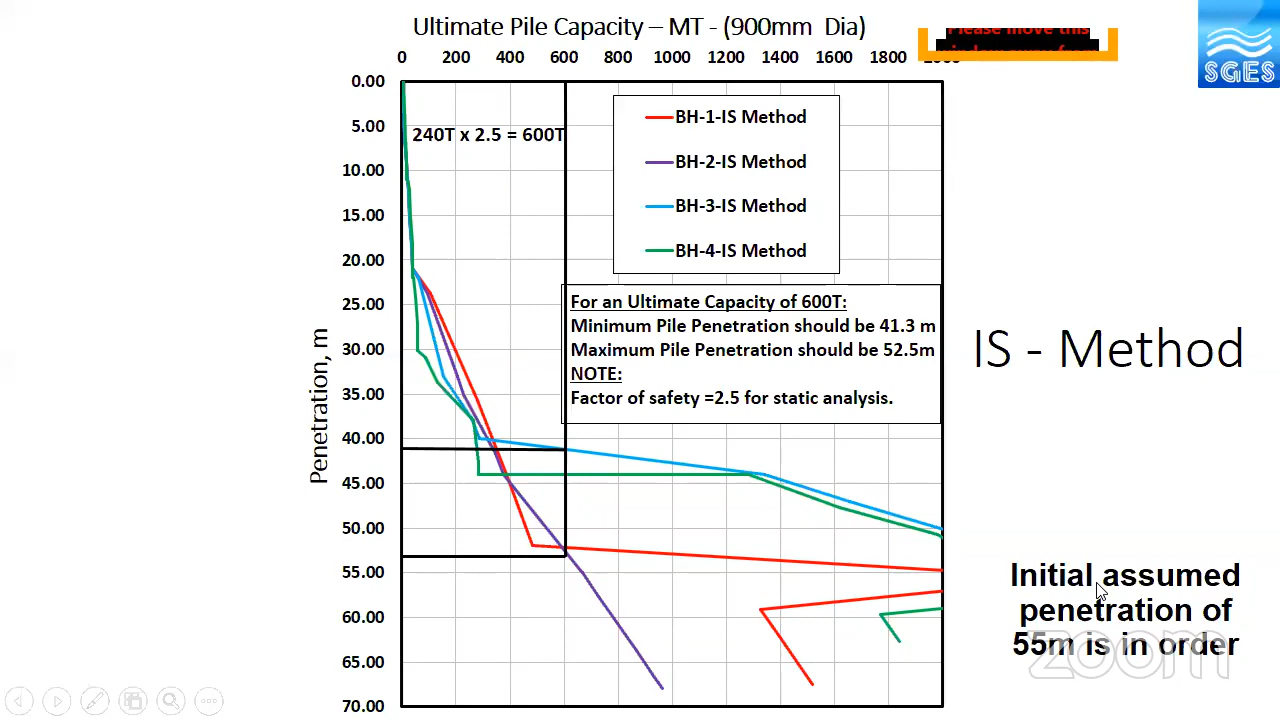 Ultimate Pile Capacity – MT - (900mm Dia)
Please move this
SGES
0 200 400 600 800 1000 1200 1400 1600 1800
0.00
5.00
10.00
15.00
20.00
25.00
30.00
35.00
40.00
45.00
50.00
55.00
60.00
65.00
70.00
Penetration, m
240T x 2.5 = 600T
BH-1-IS Method
BH-2-IS Method
BH-3-IS Method
BH-4-IS Method
For an Ultimate Capacity of 600T:
Minimum Pile Penetration should be 41.3 m
Maximum Pile Penetration should be 52.5m
NOTE:
Factor of safety =2.5 for static analysis.
IS - Method
Initial assumed
penetration of
55m is in order
zoom